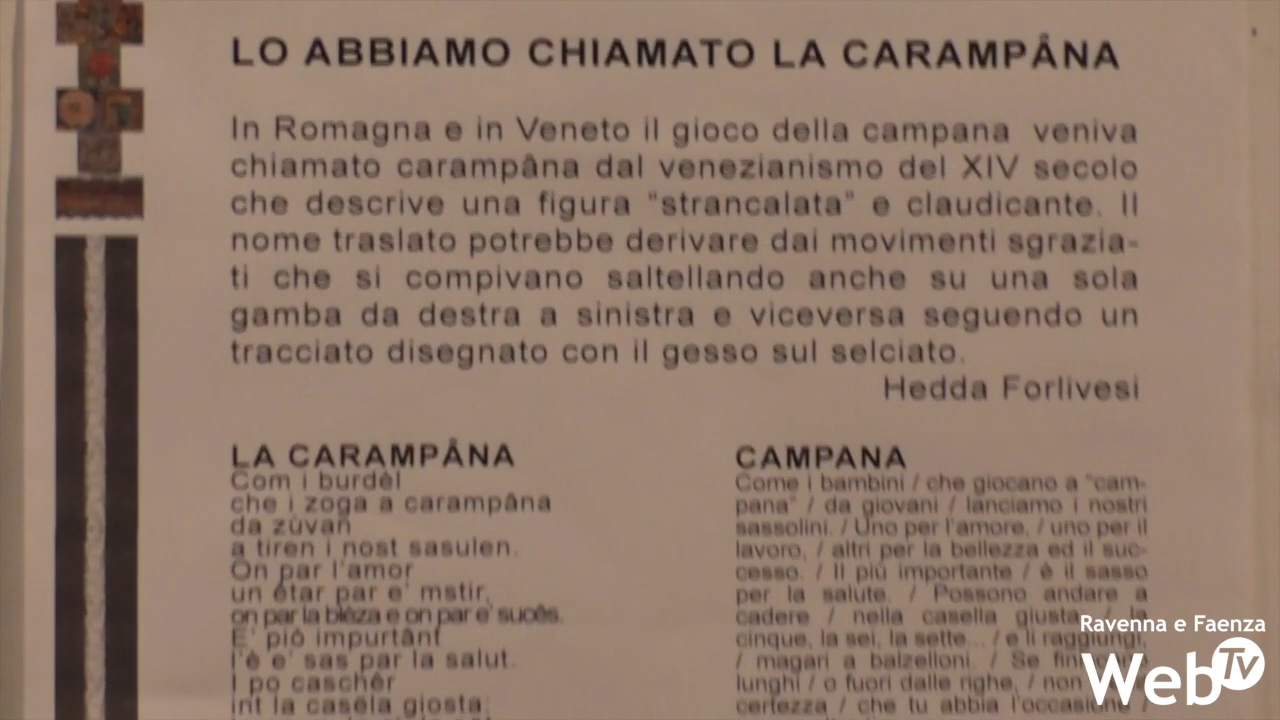 LO ABBIAMO CHIAMATO LA CARAMPÂNA
In Romagna e in Veneto il gioco della campana veniva
chiamato carampâna dal venezianismo del XIV secolo
che descrive una figura "strancalata" e claudicante. Il
nome traslato potrebbe derivare dai movimenti sgrazia-
ti che si compivano saltellando anche su una sola
gamba da destra a sinistra e viceversa seguendo un
tracciato disegnato con il gesso sul selciato.
Hedda Forlivesi
LA CARAMPÂNA
Com i burdèl
che i zoga a carampâna
da zùvan
a tiren i nost sasulen.
On par l'amor
un êtar par e' mstir,
on par la blèza e on par e' sucês.
E' piò impurtânt
l'è e' sas par la salut.
I po caschêr
int la casèla giosta:
CAMPANA
Come i bambini / che giocano a "cam-
pana" / da giovani / lanciamo i nostri
sassolini. / Uno per l'amore, / uno per il
lavoro, / altri per la bellezza ed il suc-
cesso. / Il più importante / è il sasso
per la salute. / Possono andare a
cadere / nella casella giusta: / la
cinque, la sei, la sette... / e li raggiungi,
/ magari a balzelloni. / Se
lunghi / o fuori dalle righe, / non
certezza / che tu abbia l'occasione /
Ravenna e Faenza
WebTv